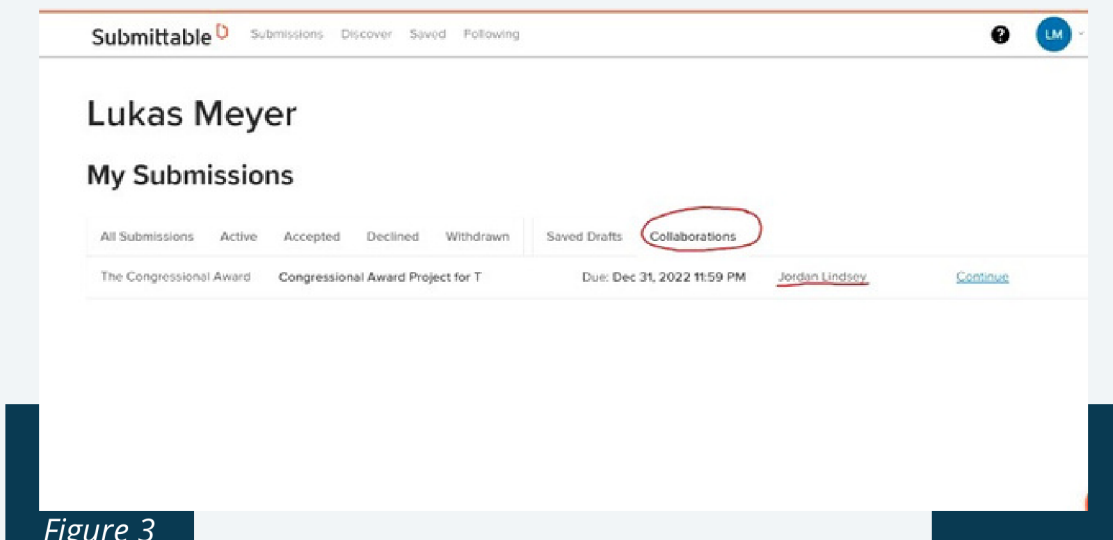 Submittable Submissions Discover Saved Following ? LM
Lukas Meyer
My Submissions
All Submissions Active Accepted Declined Withdrawn Saved Drafts Collaborations
The Congressional Award Congressional Award Project for T Due: Dec 31, 2022 11:59 PM Jordan Lindsey Continue
Figure 3